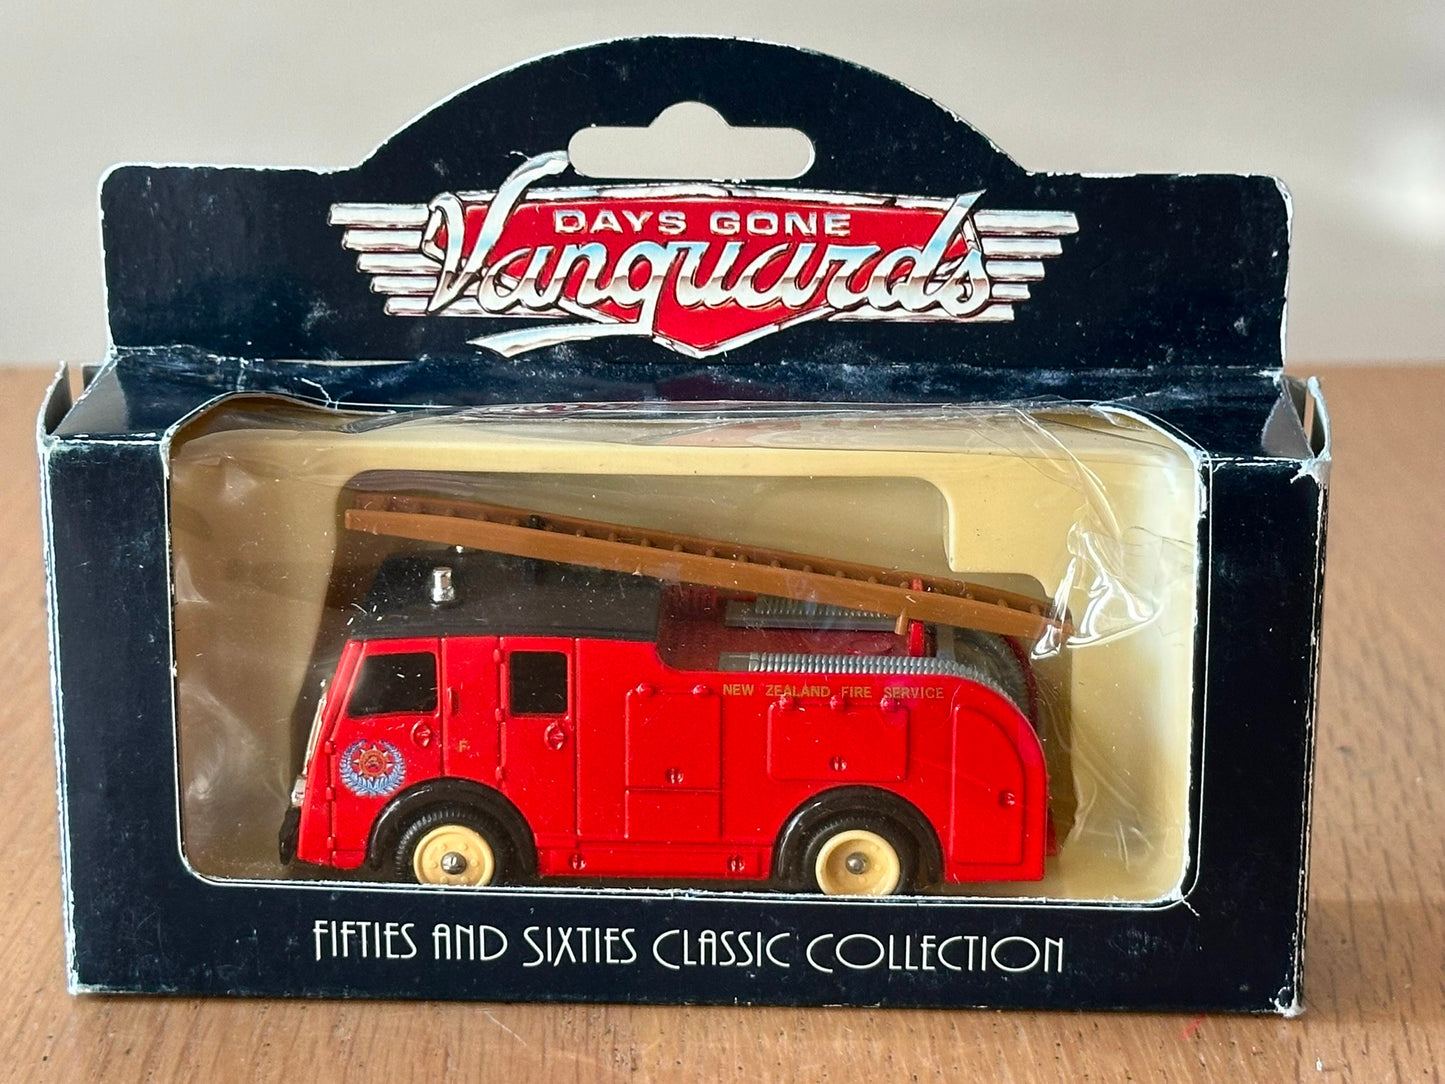 DAYS GONE
Vanguards
NEW ZEALAND FIRE SERVICE
F
FIFTIES AND SIXTIES CLASSIC COLLECTION